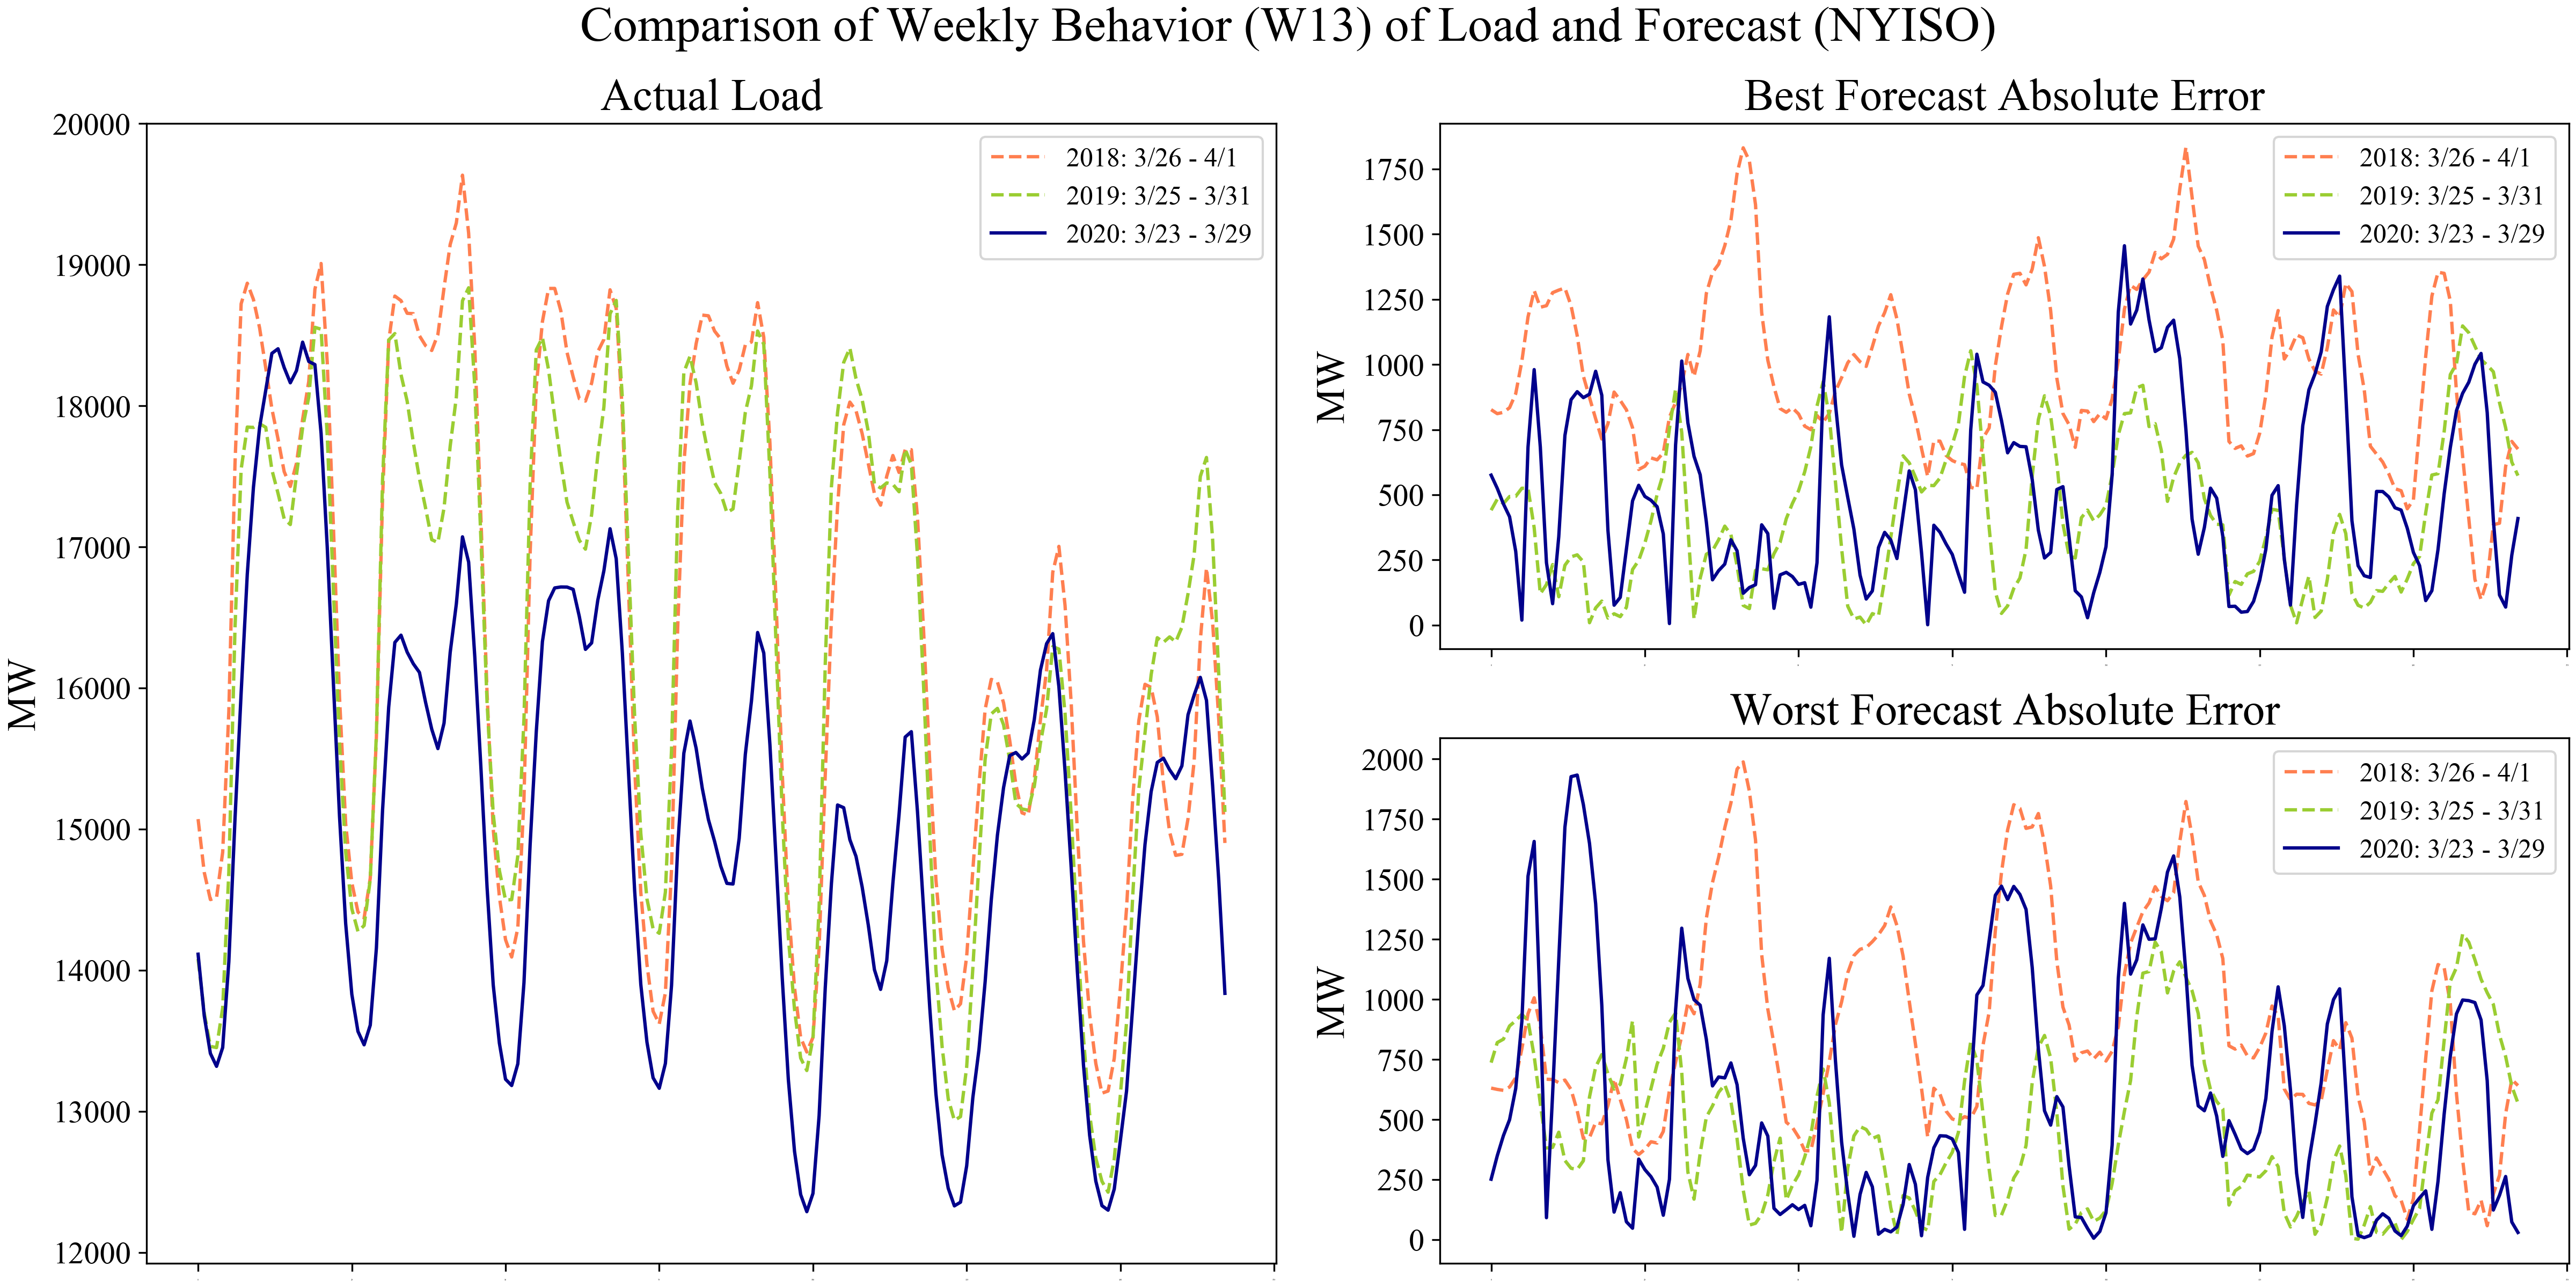 Comparison of Weekly Behavior (W13) of Load and Forecast (NYISO)
Actual Load
MW
20000
19000
18000
17000
16000
15000
14000
13000
12000
2018: 3/26 - 4/1
2019: 3/25 - 3/31
2020: 3/23 - 3/29
Best Forecast Absolute Error
MW
1750
1500
1250
1000
750
500
250
0
2018: 3/26 - 4/1
2019: 3/25 - 3/31
2020: 3/23 - 3/29
Worst Forecast Absolute Error
MW
2000
1750
1500
1250
1000
750
500
250
0
2018: 3/26 - 4/1
2019: 3/25 - 3/31
2020: 3/23 - 3/29